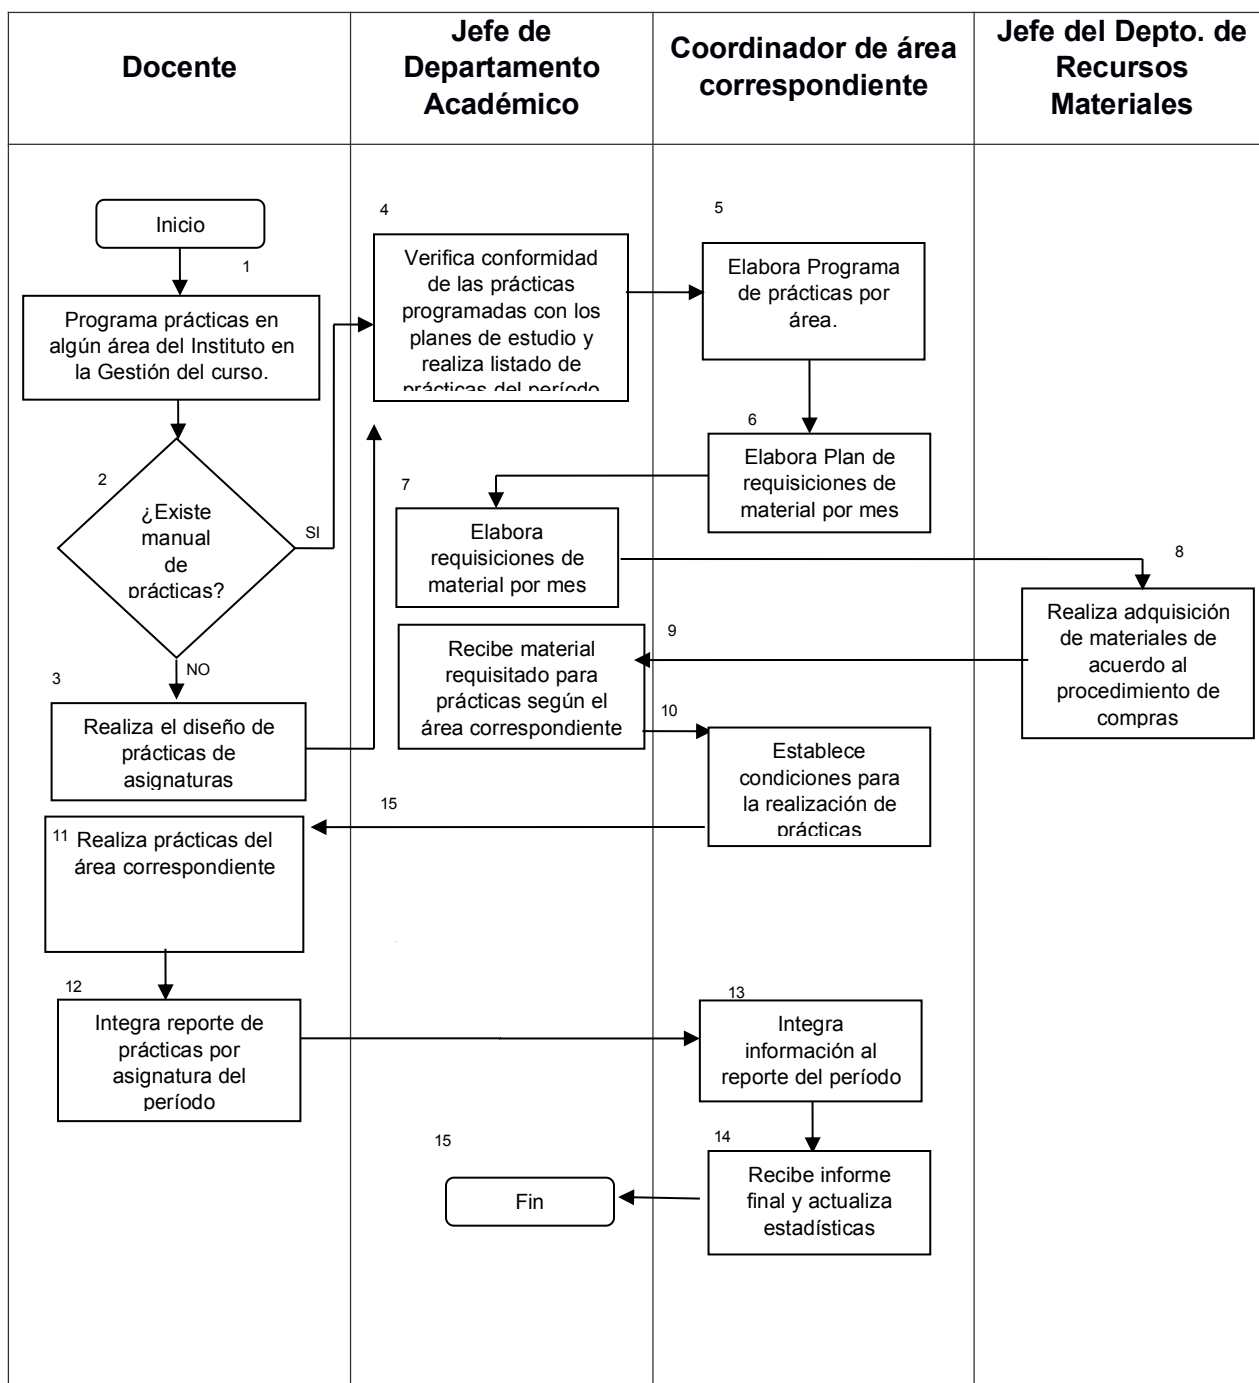 Docente
Jefe de
Departamento
Académico
Coordinador de área
correspondiente
Jefe del Depto. de
Recursos
Materiales
Inicio
1
Programa prácticas en
algún área del Instituto en
la Gestión del curso.
2
¿Existe
manual
de
prácticas?
SI
NO
3
Realiza el diseño de
prácticas de
asignaturas
4
Verifica conformidad
de las prácticas
programadas con los
planes de estudio y
realiza listado de
prácticas del período
5
Elabora Programa
de prácticas por
área.
6
Elabora Plan de
requisiciones de
material por mes
7
Elabora
requisiciones de
material por mes
8
Realiza adquisición
de materiales de
acuerdo al
procedimiento de
compras
9
Recibe material
requisitado para
prácticas según el
área correspondiente
10
Establece
condiciones para
la realización de
prácticas
15
11
Realiza prácticas del
área correspondiente
12
Integra reporte de
prácticas por
asignatura del
período
13
Integra
información al
reporte del período
14
Recibe informe
final y actualiza
estadísticas
15
Fin